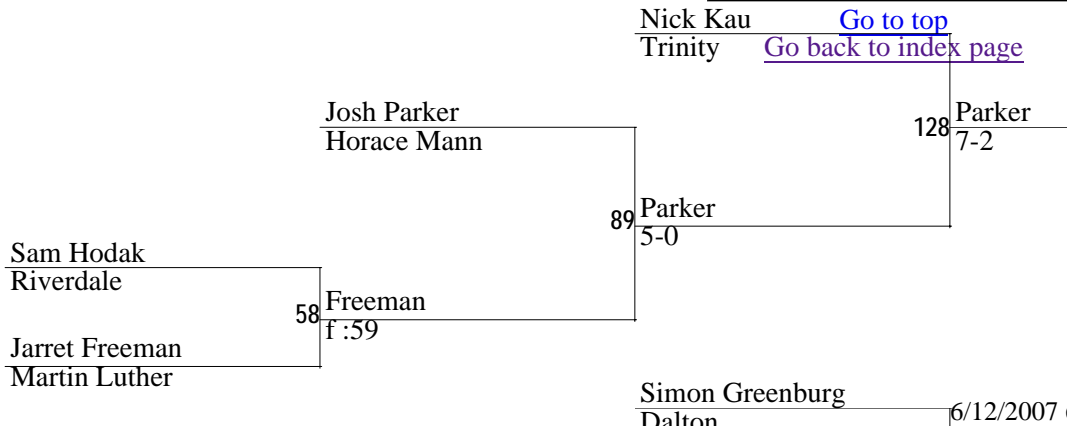 Nick Kau Go to top
Trinity Go back to index page
Josh Parker
Horace Mann
128 Parker
7-2
89 Parker
5-0
Sam Hodak
Riverdale
58 Freeman
f :59
Jarret Freeman
Martin Luther
Simon Greenburg
Dalton
6/12/2007